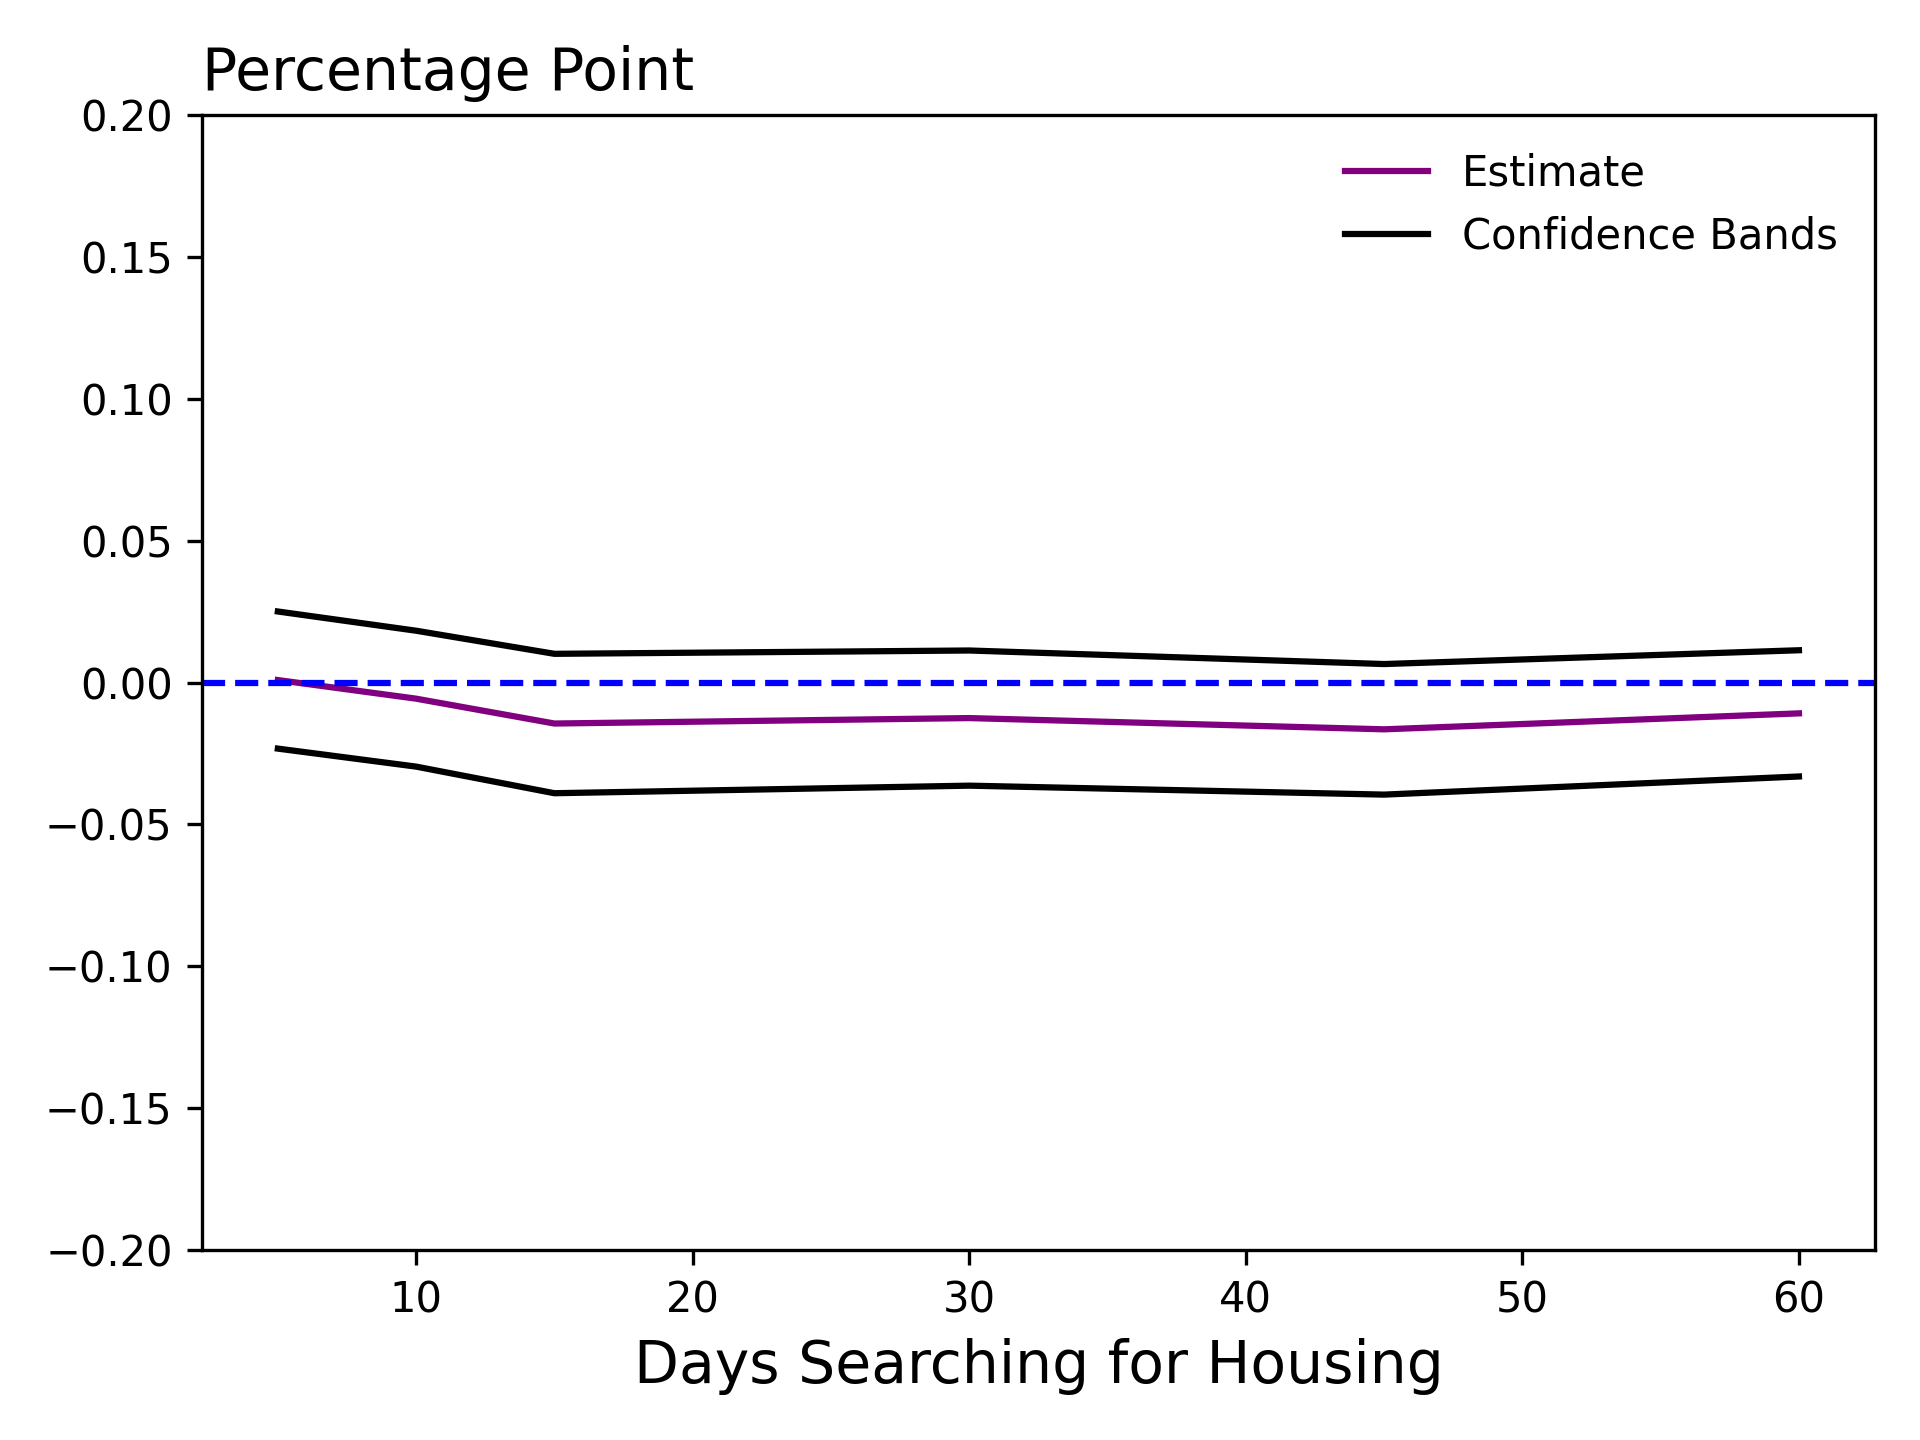 Percentage Point
0.20
0.15
0.10
0.05
0.00
−0.05
−0.10
−0.15
−0.20
Estimate
Confidence Bands
10 20 30 40 50 60
Days Searching for Housing